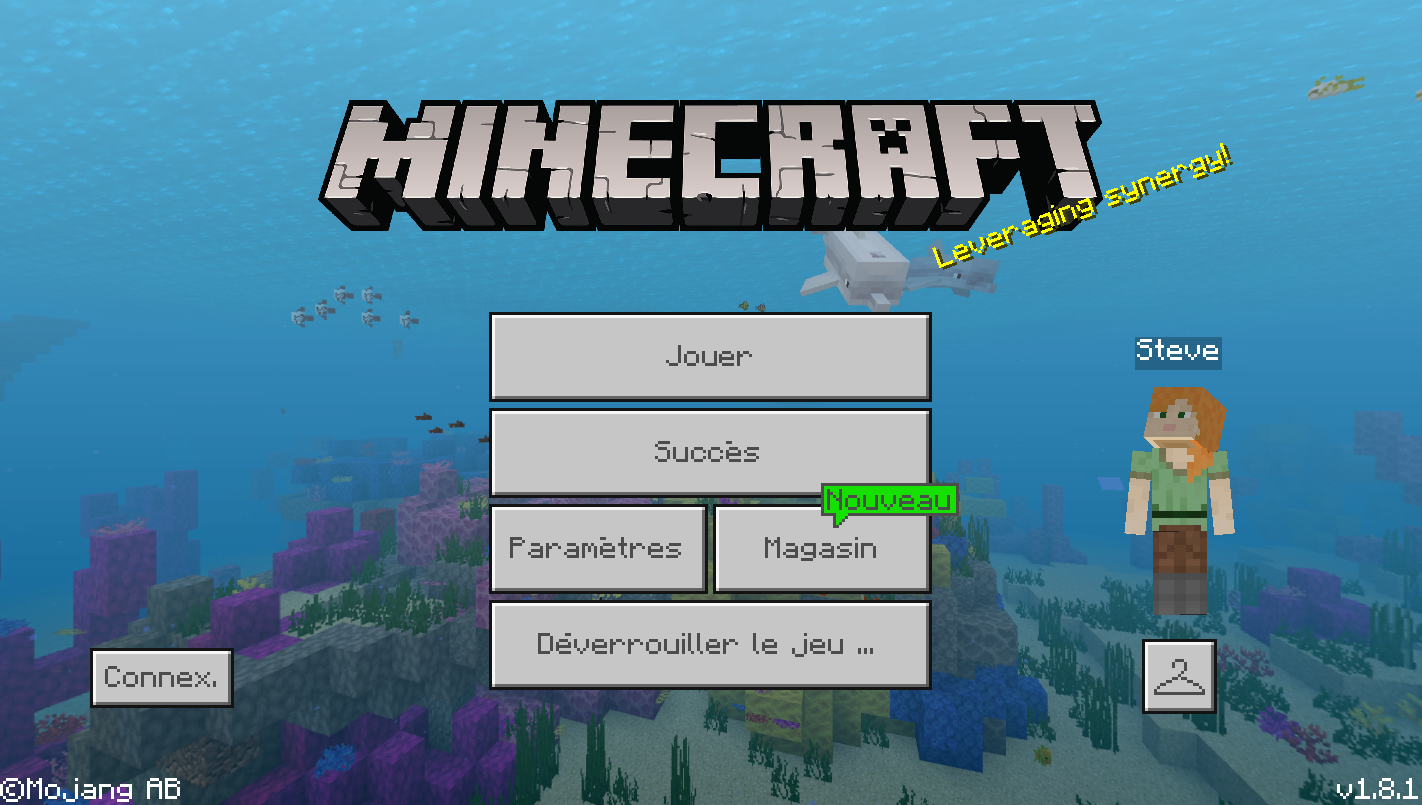 MINECRAFT
Leveraging synergy!
Jouer
Steve
Succès
Nouveau
Paramètres
Magasin
Déverrouiller le jeu ...
Connex.
©Mojang AB
v1.8.1